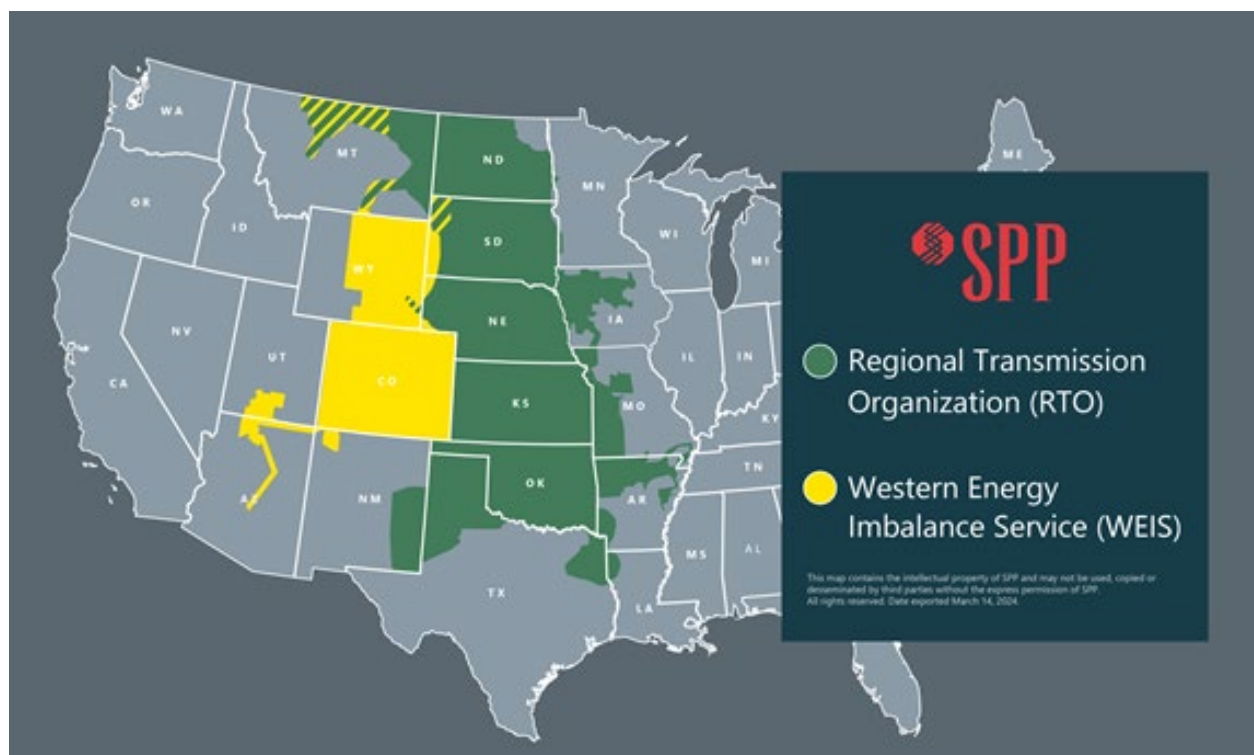 WA
MT
ND
ME
MN
OR
ID
SD
WI
MI
WY
SPP
NV
UT
NE
IA
IL
IN
CA
CO
KS
MO
KY
Regional Transmission
Organization (RTO)
AZ
NM
OK
AR
TN
Western Energy
Imbalance Service (WEIS)
MS
AL
TX
LA
This map contains the intellectual property of SPP and may not be used, copied or
desseminated by third parties without the express permission of SPP.
All rights reserved. Date exported March 14, 2024.